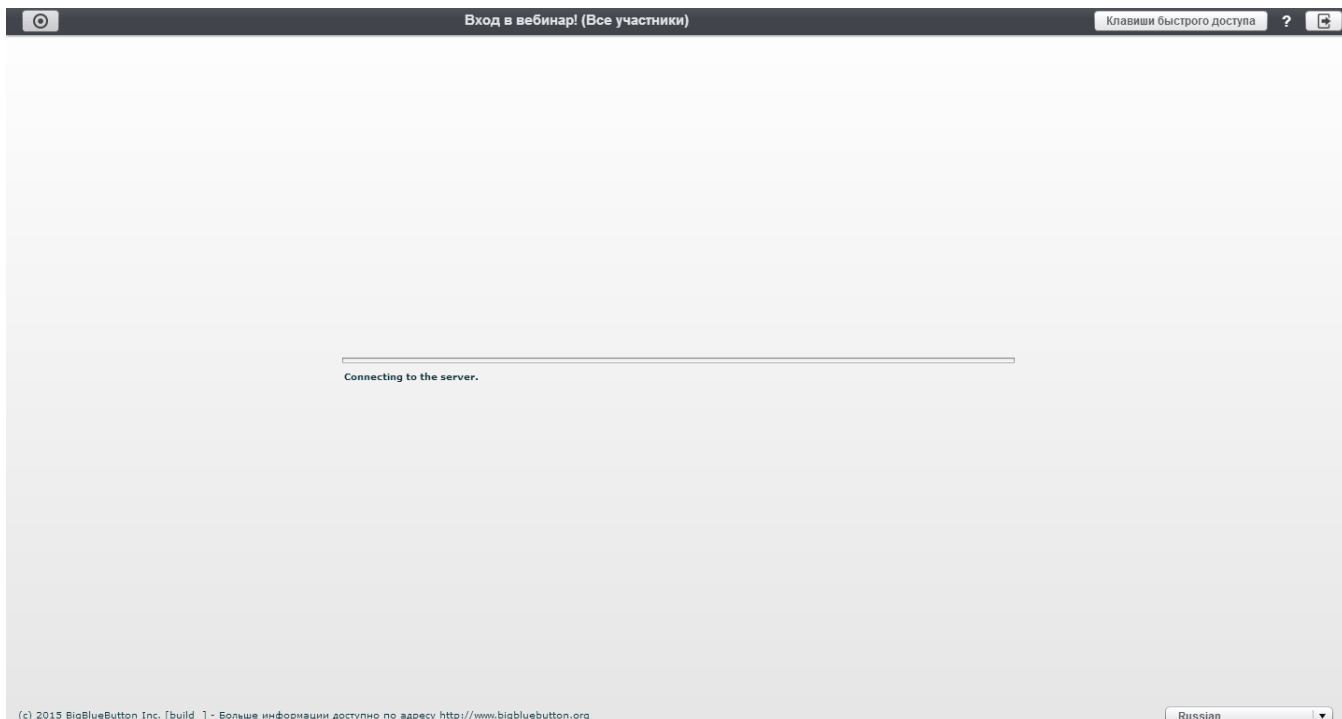 Вход в вебинар! (Все участники)
Клавиши быстрого доступа
?
Connecting to the server.
(c) 2015 BigBlueButton Inc. [build_] - Больше информации доступно по адресу http://www.bigbluebutton.org
Russian